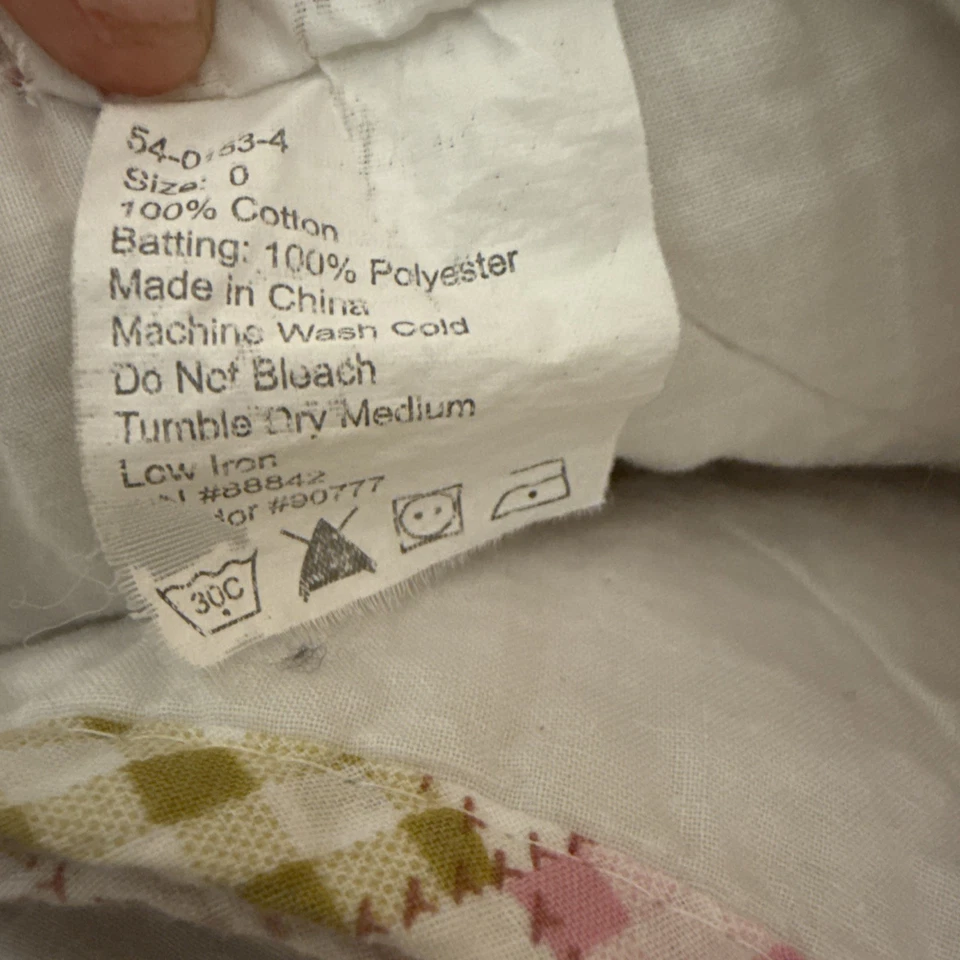 Size: 0
100% Cotton
Batting: 100% Polyester
Made in China
Machine Wash Cold
Do Not Bleach
Tumble Dry Medium
Low Iron
#88842
#90777
30C